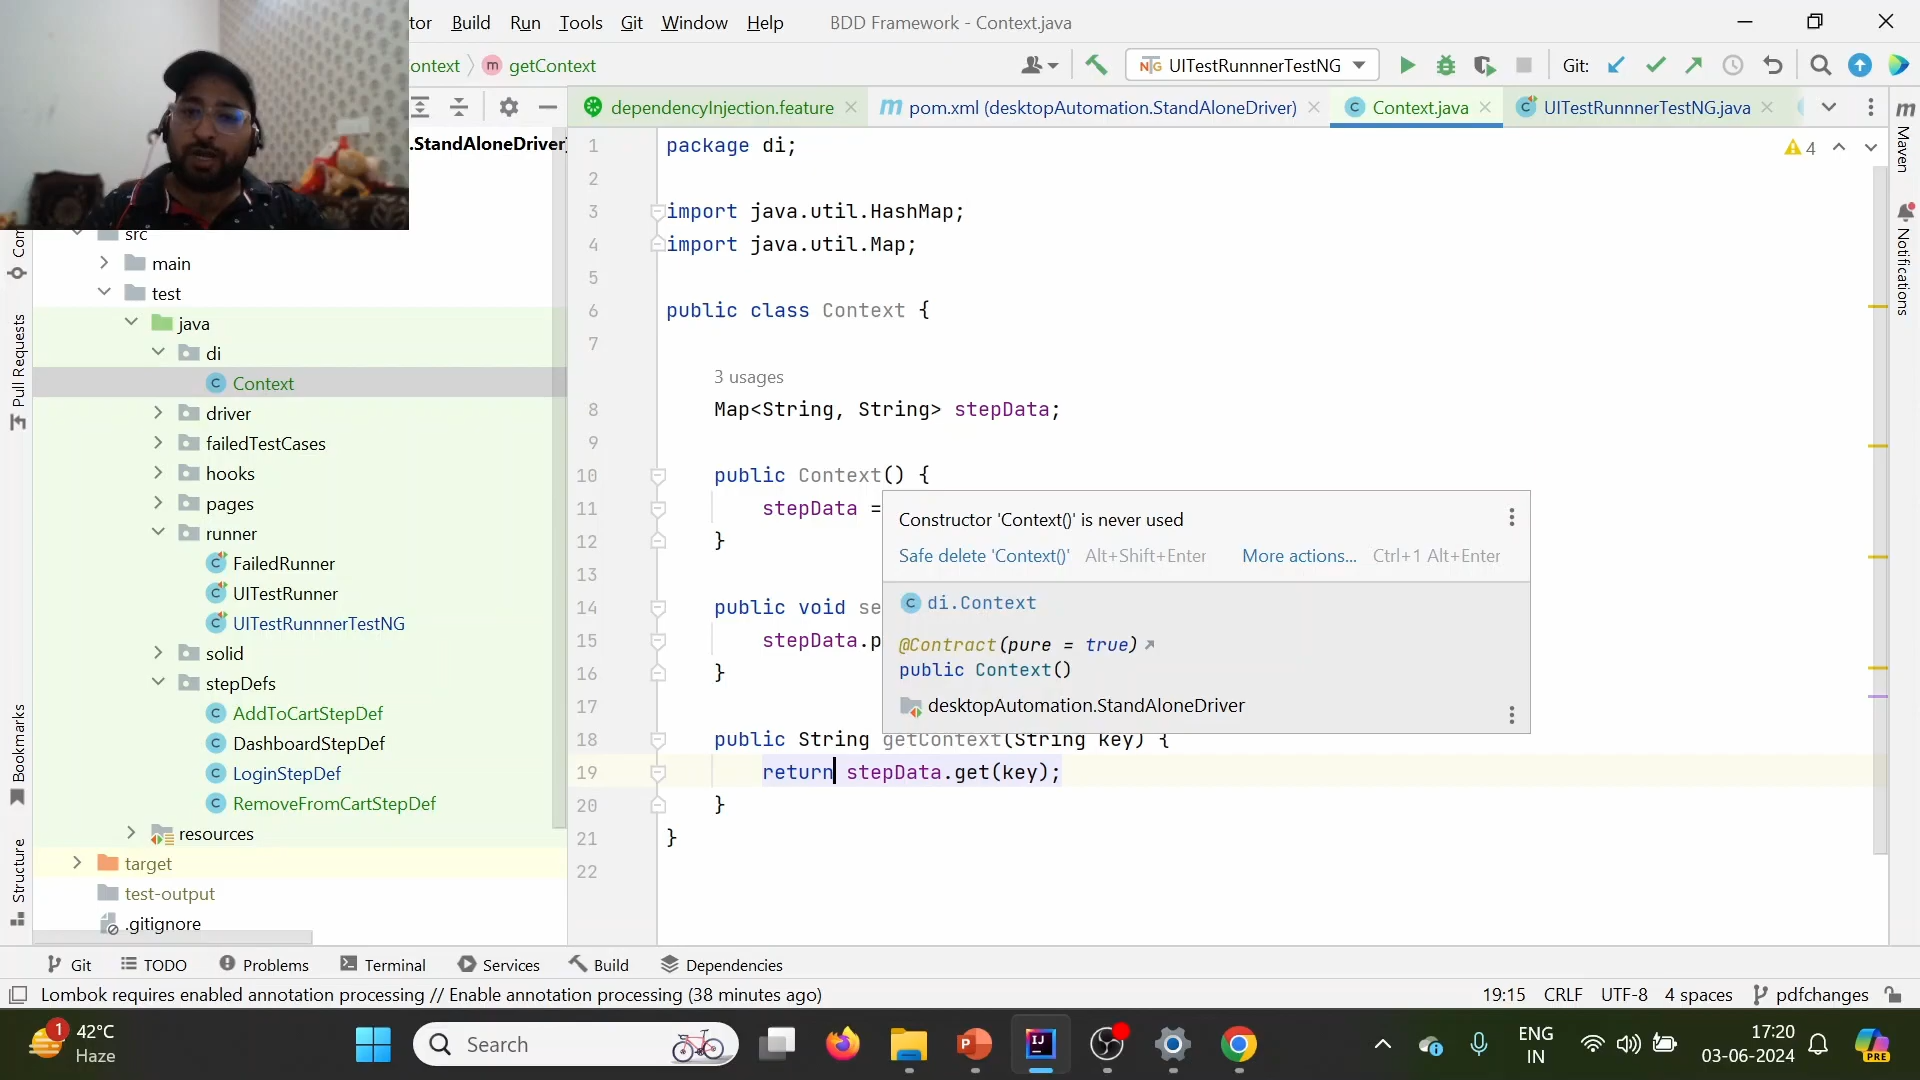 tor Build Run Tools Git Window Help BDD Framework - Context.java
ontext m getContext UITestRunnnerTestNG Git:
dependencyInjection.feature pom.xml (desktopAutomation.StandAloneDriver) Context.java UITestRunnnerTestNG.java
.StandAloneDriver
src
main
test
java
di
Context
driver
failedTestCases
hooks
pages
runner
FailedRunner
UITestRunner
UITestRunnnerTestNG
solid
stepDefs
AddToCartStepDef
DashboardStepDef
LoginStepDef
RemoveFromCartStepDef
resources
target
test-output
.gitignore
Com
Pull Requests
Bookmarks
Structure
1 package di;
2
3 import java.util.HashMap;
4 import java.util.Map;
5
6 public class Context {
7
3 usages
8 Map<String, String> stepData;
9
10 public Context() {
11 stepData =
12 }
13
14 public void se
15 stepData.p
16 }
17
18 public String getContext(String key) {
19 return stepData.get(key);
20 }
21 }
22
4
Constructor 'Context()' is never used
Safe delete 'Context()' Alt+Shift+Enter More actions... Ctrl+1 Alt+Enter
C di.Context
@Contract(pure = true)
public Context()
desktopAutomation.StandAloneDriver
m
Maven
Notifications
Git TODO Problems Terminal Services Build Dependencies
Lombok requires enabled annotation processing // Enable annotation processing (38 minutes ago) 19:15 CRLF UTF-8 4 spaces pdfchanges
1 42°C
Haze
Search
P
IJ
ENG
IN
17:20
03-06-2024
PRE